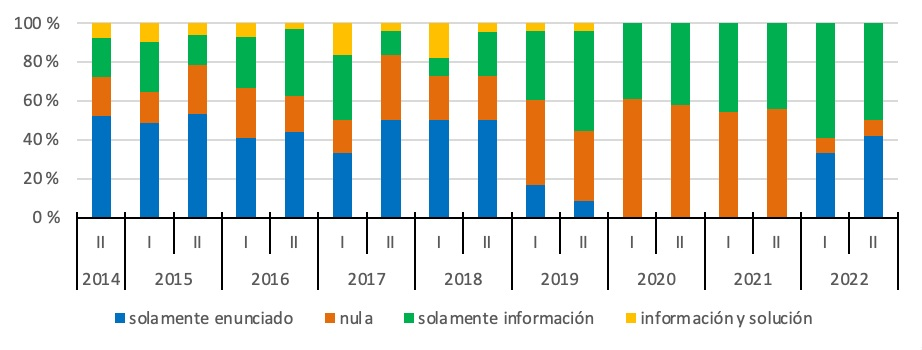 100 %
80 %
60 %
40 %
20 %
0 %
II I II I II I II I II I II I II I II I II
2014 2015 2016 2017 2018 2019 2020 2021 2022
solamente enunciado nula solamente información información y solución